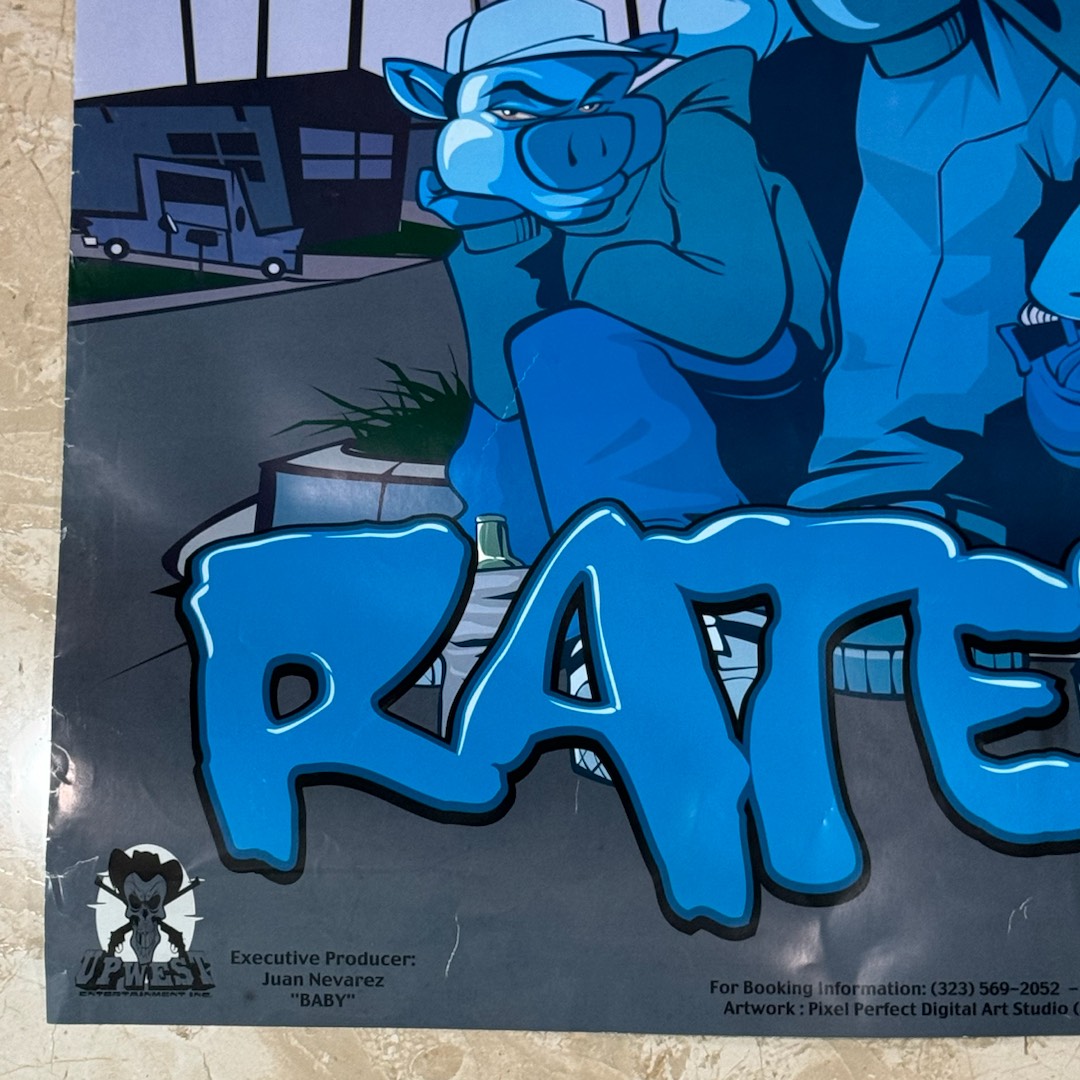 RATE
UPWEST
ENTERTAINMENT INC.
Executive Producer:
Juan Nevarez
"BABY"
For Booking Information: (323) 569-2052 -
Artwork : Pixel Perfect Digital Art Studio (